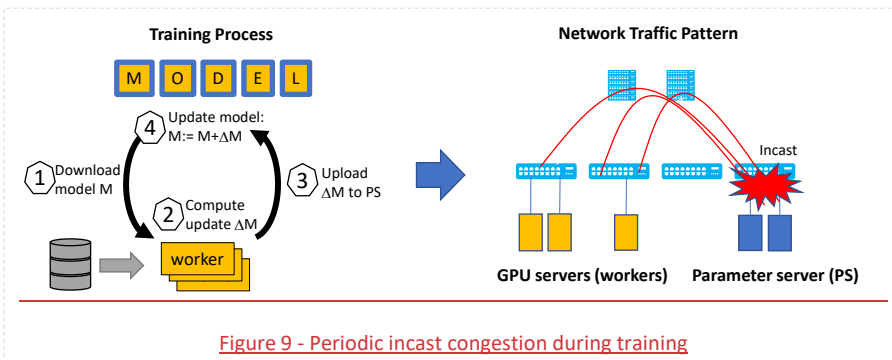 Training Process
M O D E L
4 Update model:
M:= M+ΔM
1 Download
model M
3 Upload
ΔM to PS
2 Compute
update ΔM
worker
Network Traffic Pattern
Incast
GPU servers (workers)
Parameter server (PS)
Figure 9 - Periodic incast congestion during training